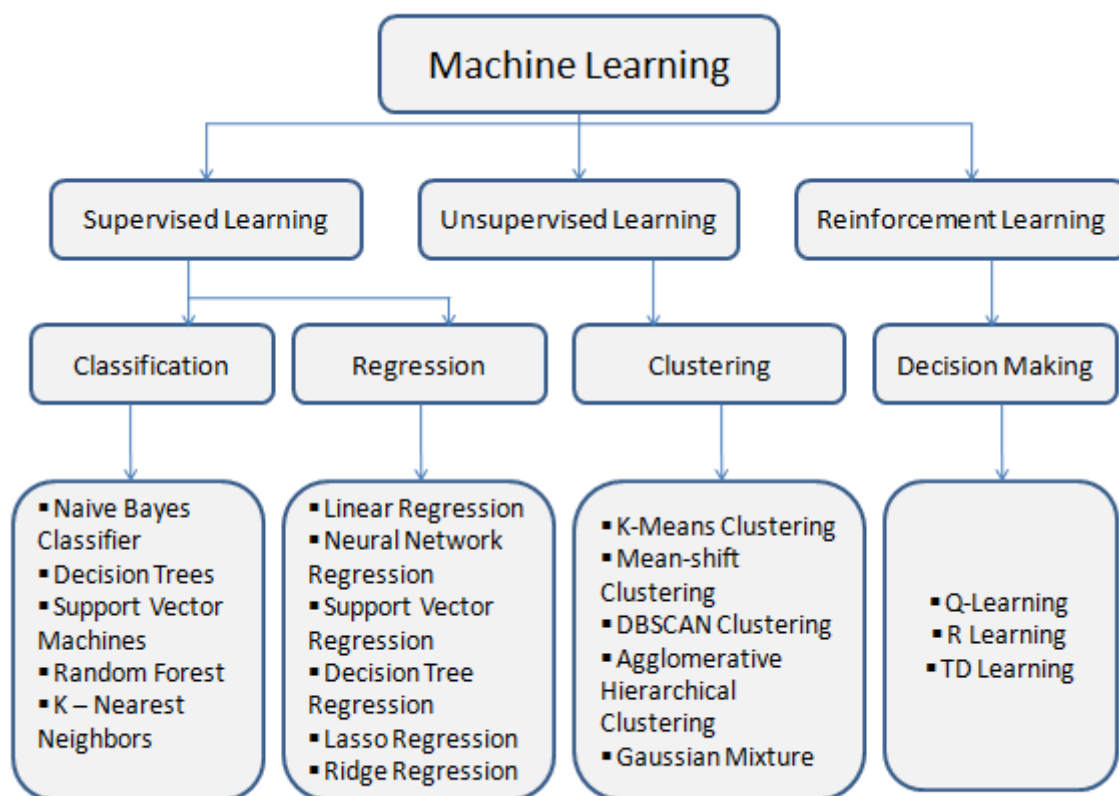 Machine Learning
Supervised Learning
Unsupervised Learning
Reinforcement Learning
Classification
Regression
Clustering
Decision Making
▪ Naive Bayes
Classifier
▪ Decision Trees
▪ Support Vector
Machines
▪ Random Forest
▪ K – Nearest
Neighbors
▪ Linear Regression
▪ Neural Network
Regression
▪ Support Vector
Regression
▪ Decision Tree
Regression
▪ Lasso Regression
▪ Ridge Regression
▪ K-Means Clustering
▪ Mean-shift
Clustering
▪ DBSCAN Clustering
▪ Agglomerative
Hierarchical
Clustering
▪ Gaussian Mixture
▪ Q-Learning
▪ R Learning
▪ TD Learning